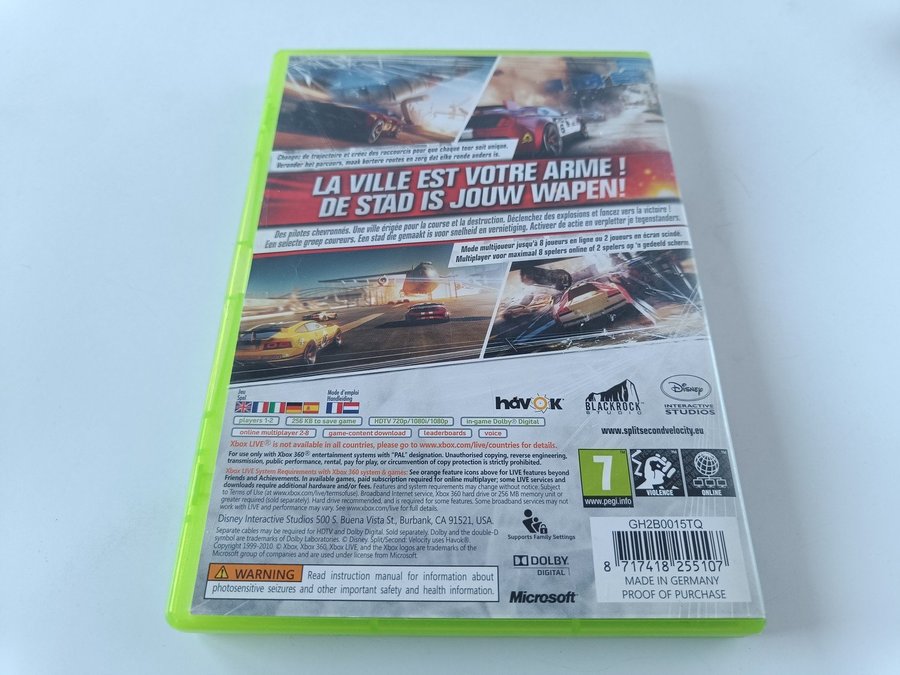 Changez de trajectoire et créez des raccourcis pour que chaque tour soit unique.
Verander het parcours, maak kortere routes en zorg dat elke ronde anders is.
LA VILLE EST VOTRE ARME !
DE STAD IS JOUW WAPEN!
Des pilotes chevronnés. Une ville érigée pour la course et la destruction. Déclenchez des explosions et foncez vers la victoire !
Een selecte groep coureurs. Een stad die gemaakt is voor snelheid en vernietiging. Activeer de actie en verpletter je tegenstanders.
Mode multijoueur jusqu'à 8 joueurs en ligne ou 2 joueurs en écran scindé.
Multiplayer voor maximaal 8 spelers online of 2 spelers op 'n gedeeld scherm.
Jeu
Spel
Mode d'emploi
Handleiding
havok
BLACKROCK
STUDIO
Disney
INTERACTIVE
STUDIOS
players 1-2
256 KB to save game
HDTV 720p/1080i/1080p
in-game Dolby® Digital
online multiplayer 2-8
game-content download
leaderboards
voice
www.splitsecondvelocity.eu
Xbox LIVE® is not available in all countries, please go to www.xbox.com/live/countries for details.
For use only with Xbox 360® entertainment systems with "PAL" designation. Unauthorised copying, reverse engineering,
transmission, public performance, rental, pay for play, or circumvention of copy protection is strictly prohibited.
Xbox LIVE System Requirements with Xbox 360 system & games: See orange feature icons above for LIVE features beyond
Friends and Achievements. In available games, paid subscription required for online multiplayer; some LIVE services and
downloads require additional hardware and/or fees. Features and system requirements may change without notice. Subject
to Terms of Use (at www.xbox.com/live/termsofuse). Broadband Internet service, Xbox 360 hard drive or 256 MB memory unit or
greater required (sold separately). Hard drive recommended, and is required for some features. Some broadband services may not
work with LIVE and performance may vary. See www.xbox.com/live for full details.
Disney Interactive Studios 500 S. Buena Vista St., Burbank, CA 91521, USA.
Separate cables may be required for HDTV and Dolby Digital. Sold separately. Dolby and the double-D
symbol are trademarks of Dolby Laboratories. © Disney. Split/Second: Velocity uses Havok®.
Copyright 1999-2010. © Xbox, Xbox 360, Xbox LIVE, and the Xbox logos are trademarks of the
Microsoft group of companies and are used under license from Microsoft.
WARNING
Read instruction manual for information about
photosensitive seizures and other important safety and health information.
7
www.pegi.info
VIOLENCE
ONLINE
Supports Family Settings
DOLBY
DIGITAL
Microsoft
GH2B0015TQ
8 717418 255107
MADE IN GERMANY
PROOF OF PURCHASE